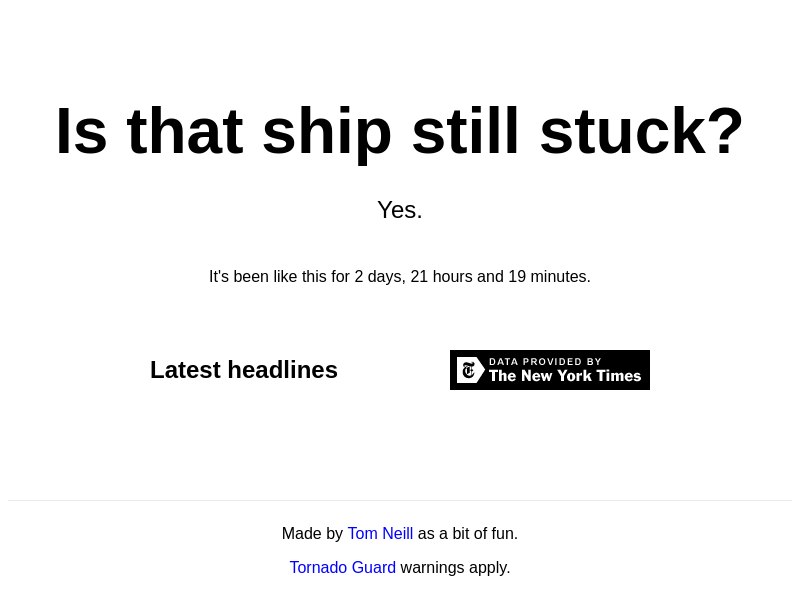 Is that ship still stuck?
Yes.
It's been like this for 2 days, 21 hours and 19 minutes.
Latest headlines
DATA PROVIDED BY
The New York Times
Made by Tom Neill as a bit of fun.
Tornado Guard warnings apply.